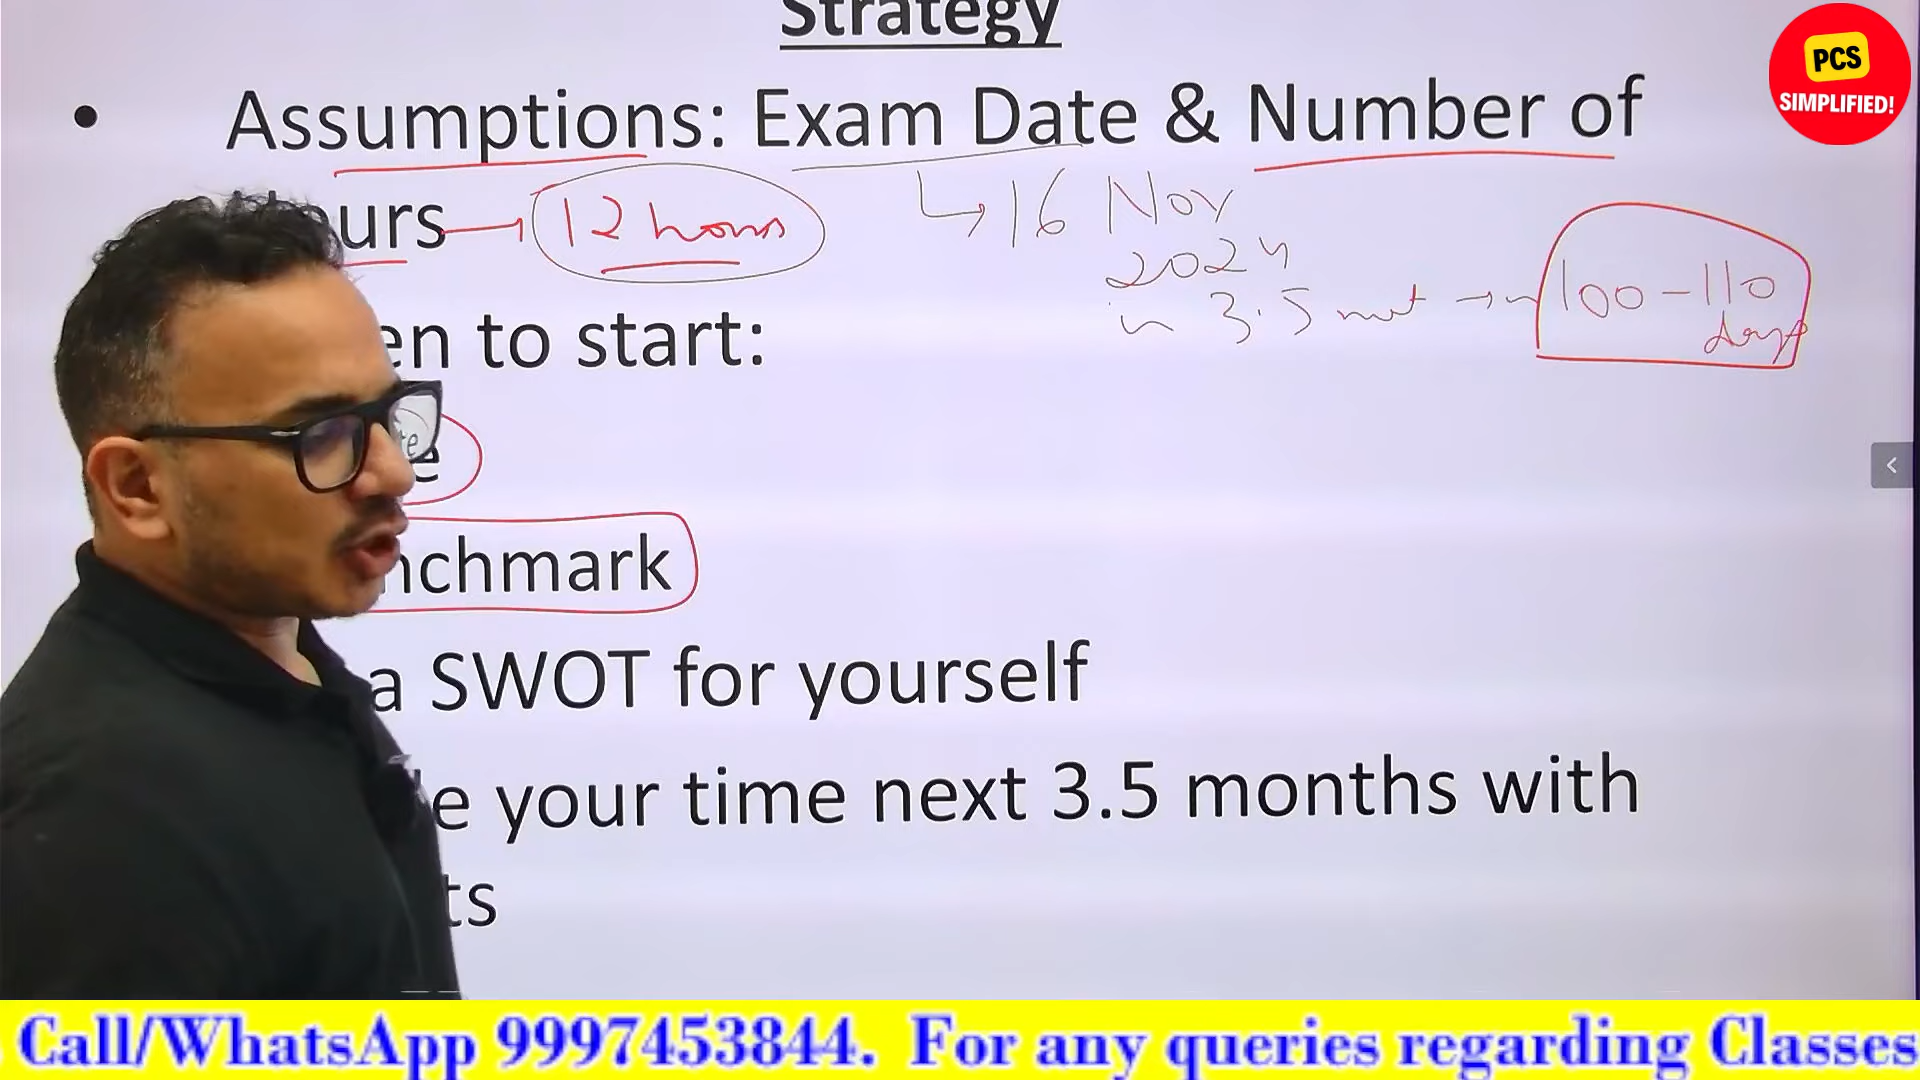 Strategy
PCS
SIMPLIFIED!
• Assumptions: Exam Date & Number of
urs → 12 hours
↳ 16 Nov
2024
in 3.5 → 100-110
days
en to start:
e
nchmark
a SWOT for yourself
e your time next 3.5 months with
ts
Call/WhatsApp 9997453844. For any queries regarding Classes